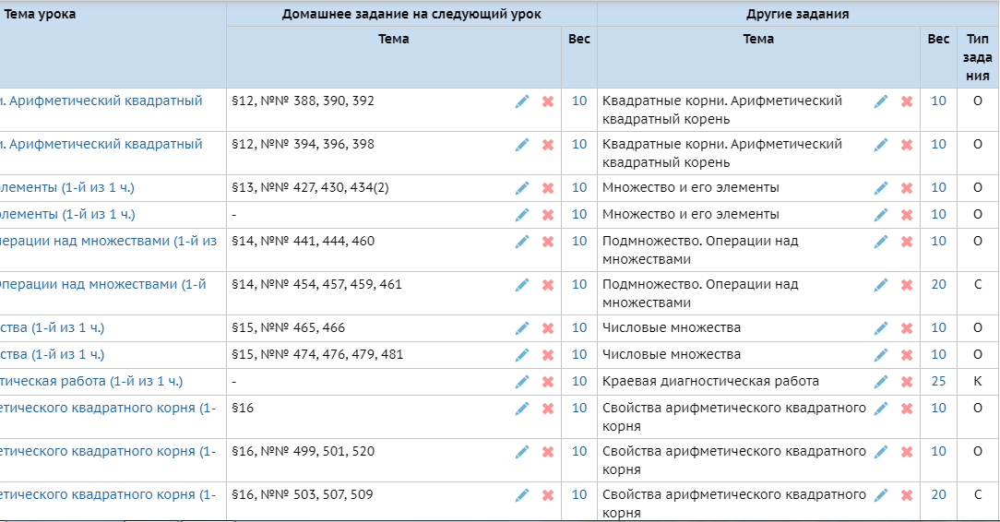 Тема урока
Домашнее задание на следующий урок
Другие задания
Тема
Вес
Тема
Вес
Тип
зада
ния
и. Арифметический квадратный
§12, №№ 388, 390, 392
10
Квадратные корни. Арифметический
квадратный корень
10
О
и. Арифметический квадратный
§12, №№ 394, 396, 398
10
Квадратные корни. Арифметический
квадратный корень
10
О
лементы (1-й из 1 ч.)
§13, №№ 427, 430, 434(2)
10
Множество и его элементы
10
О
лементы (1-й из 1 ч.)
-
10
Множество и его элементы
10
О
перации над множествами (1-й из
§14, №№ 441, 444, 460
10
Подмножество. Операции над
множествами
10
О
Операции над множествами (1-й
§14, №№ 454, 457, 459, 461
10
Подмножество. Операции над
множествами
20
С
ства (1-й из 1 ч.)
§15, №№ 465, 466
10
Числовые множества
10
О
ства (1-й из 1 ч.)
§15, №№ 474, 476, 479, 481
10
Числовые множества
10
О
тическая работа (1-й из 1 ч.)
-
10
Краевая диагностическая работа
25
К
етического квадратного корня (1-
§16
10
Свойства арифметического квадратного
корня
10
О
етического квадратного корня (1-
§16, №№ 499, 501, 520
10
Свойства арифметического квадратного
корня
10
О
етического квадратного корня (1-
§16, №№ 503, 507, 509
10
Свойства арифметического квадратного
корня
20
С